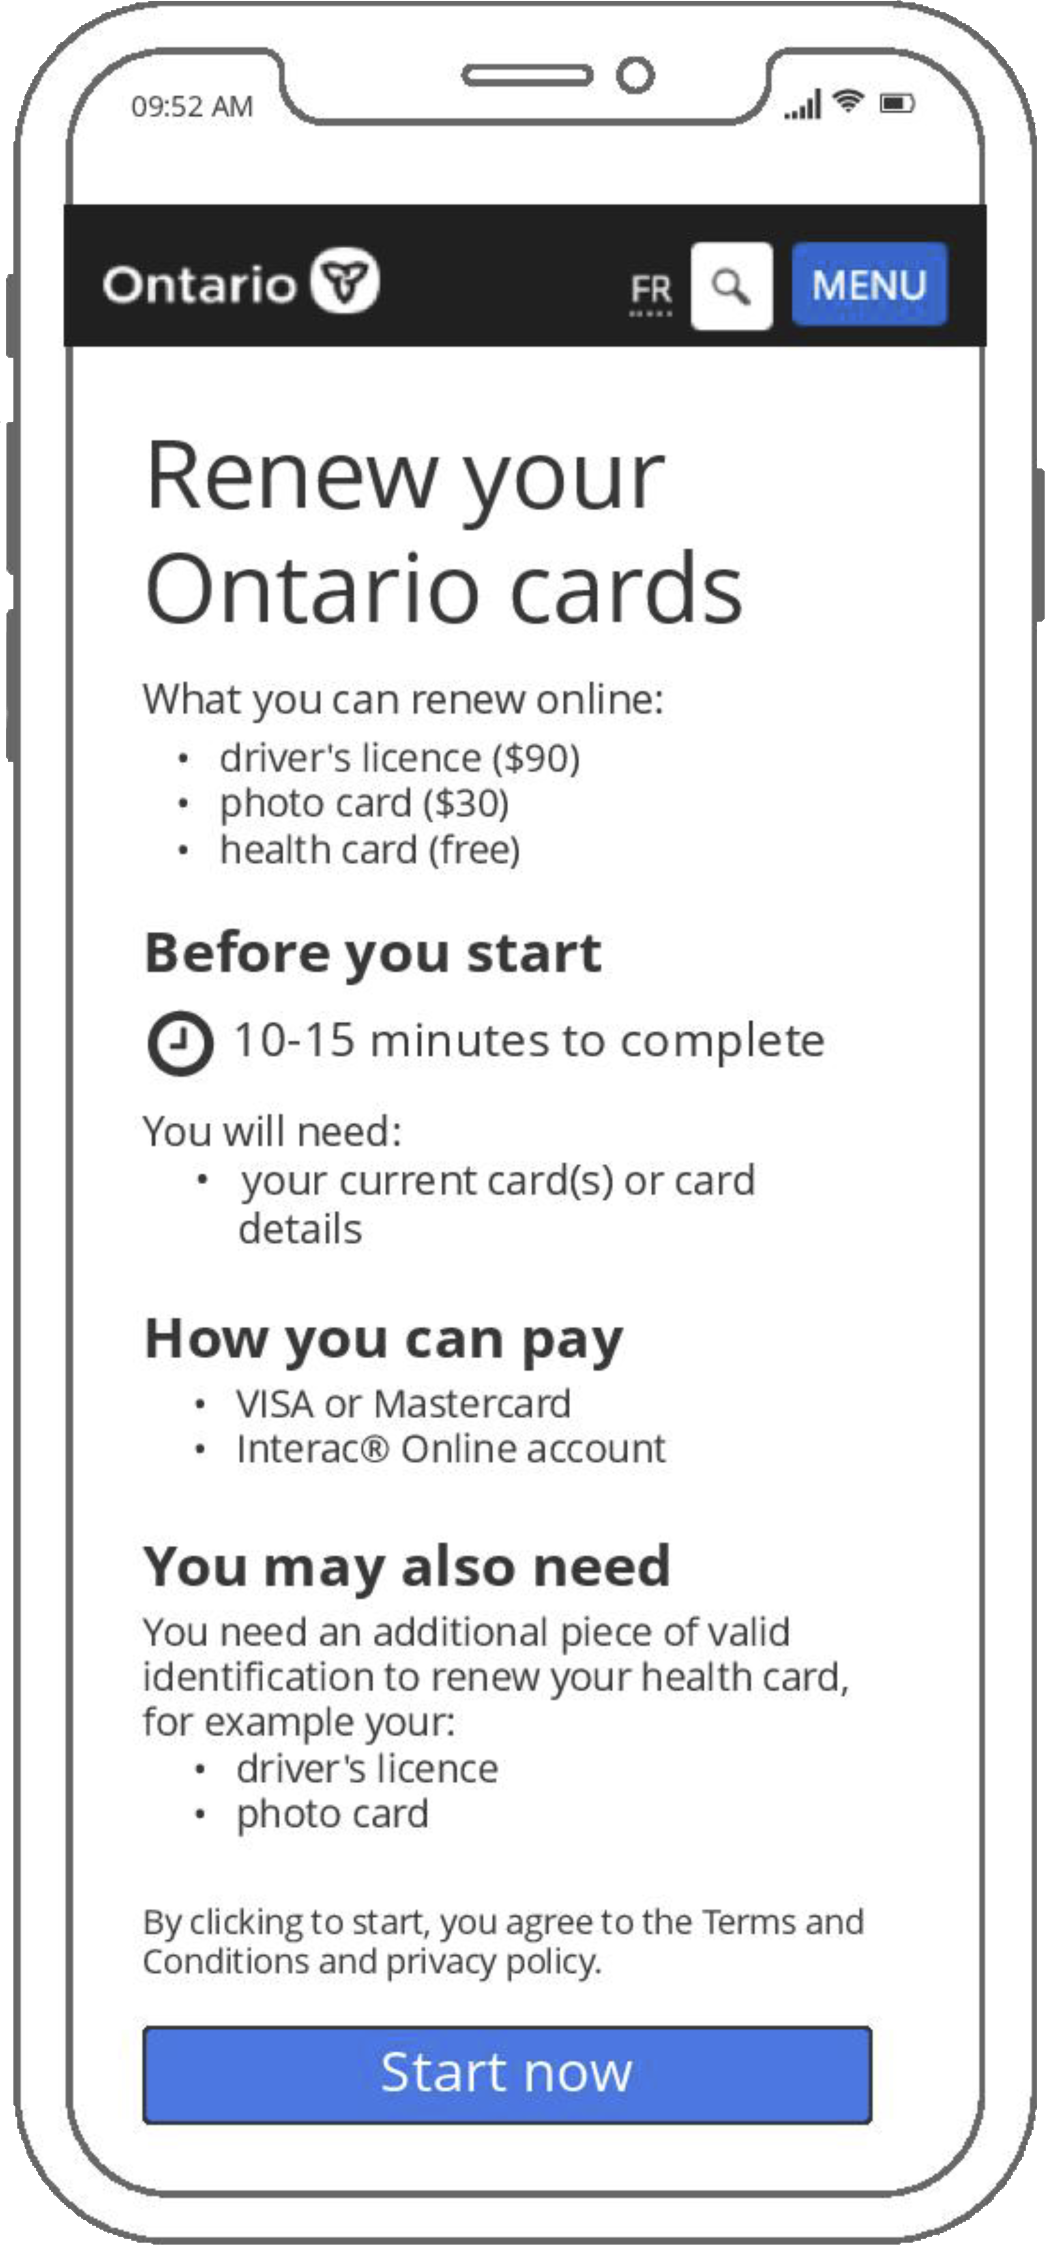 09:52 AM
Ontario
FR
MENU
Renew your
Ontario cards
What you can renew online:
• driver's licence ($90)
• photo card ($30)
• health card (free)
Before you start
10-15 minutes to complete
You will need:
• your current card(s) or card
details
How you can pay
• VISA or Mastercard
• Interac® Online account
You may also need
You need an additional piece of valid
identification to renew your health card,
for example your:
• driver's licence
• photo card
By clicking to start, you agree to the Terms and
Conditions and privacy policy.
Start now